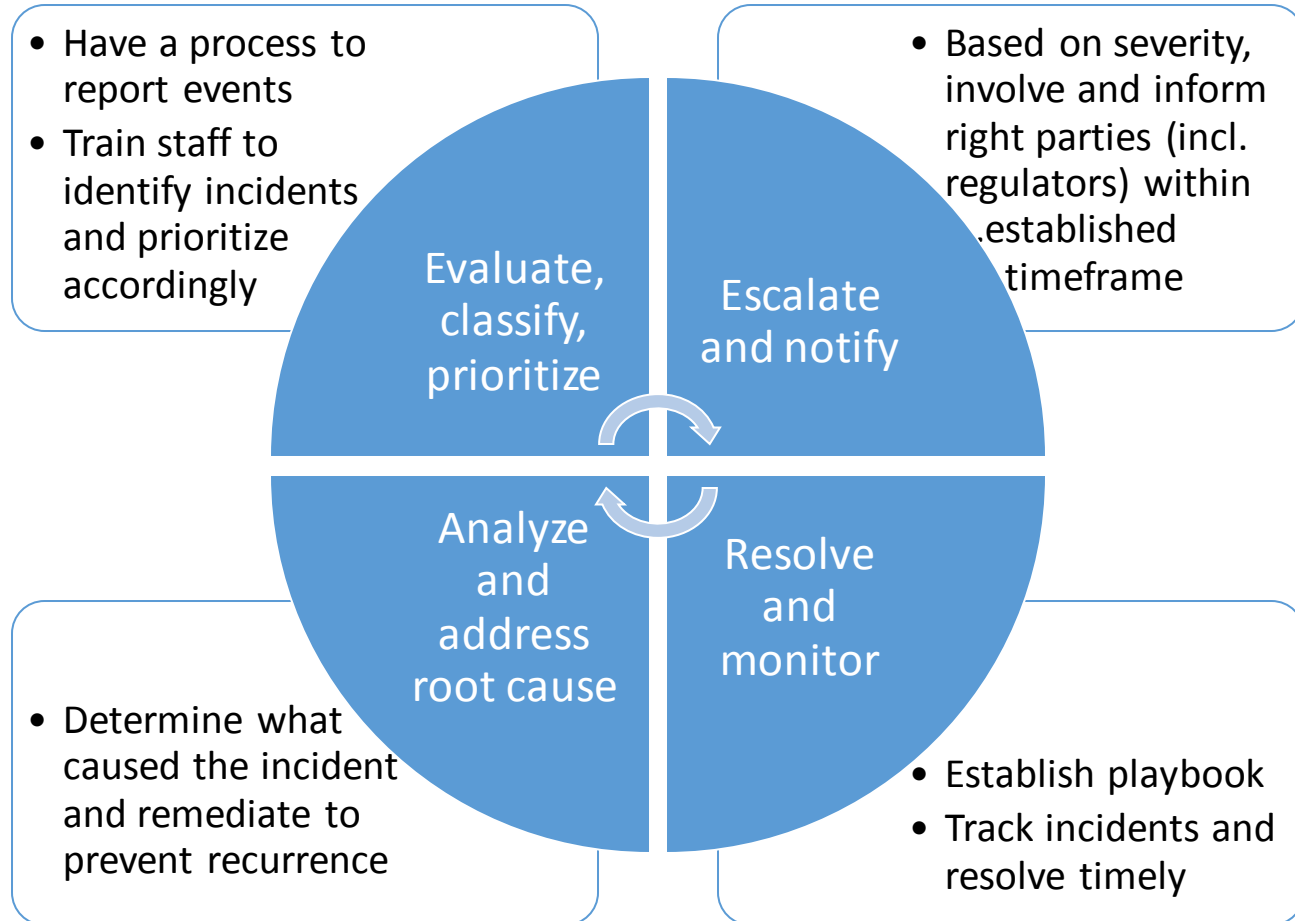 • Have a process to
report events
• Train staff to
identify incidents
and prioritize
accordingly
• Based on severity,
involve and inform
right parties (incl.
regulators) within
.established
timeframe
Evaluate,
classify,
prioritize
Escalate
and notify
Analyze
and
address
root cause
Resolve
and
monitor
• Determine what
caused the incident
and remediate to
prevent recurrence
• Establish playbook
• Track incidents and
resolve timely